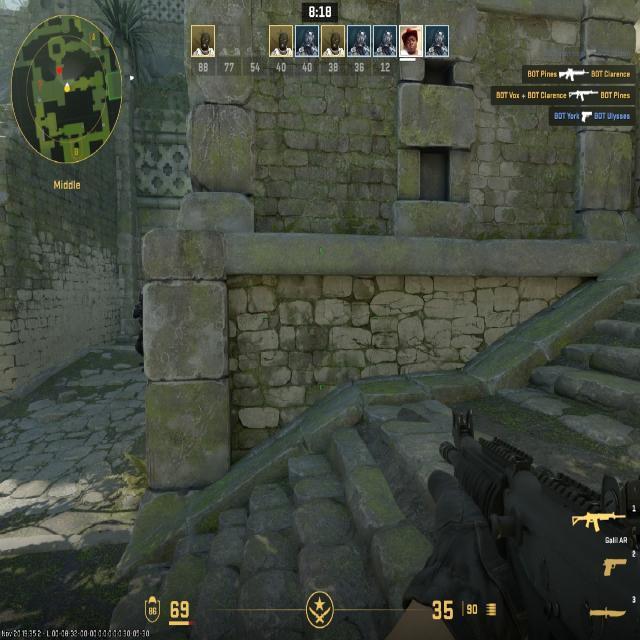 8:18
88 77 54 40 40 38 36 12
BOT Pines BOT Clarence
BOT Vox + BOT Clarence BOT Pines
BOT York BOT Ulysses
A
B
Middle
1
Galil AR
2
3
86 69
35 | 90